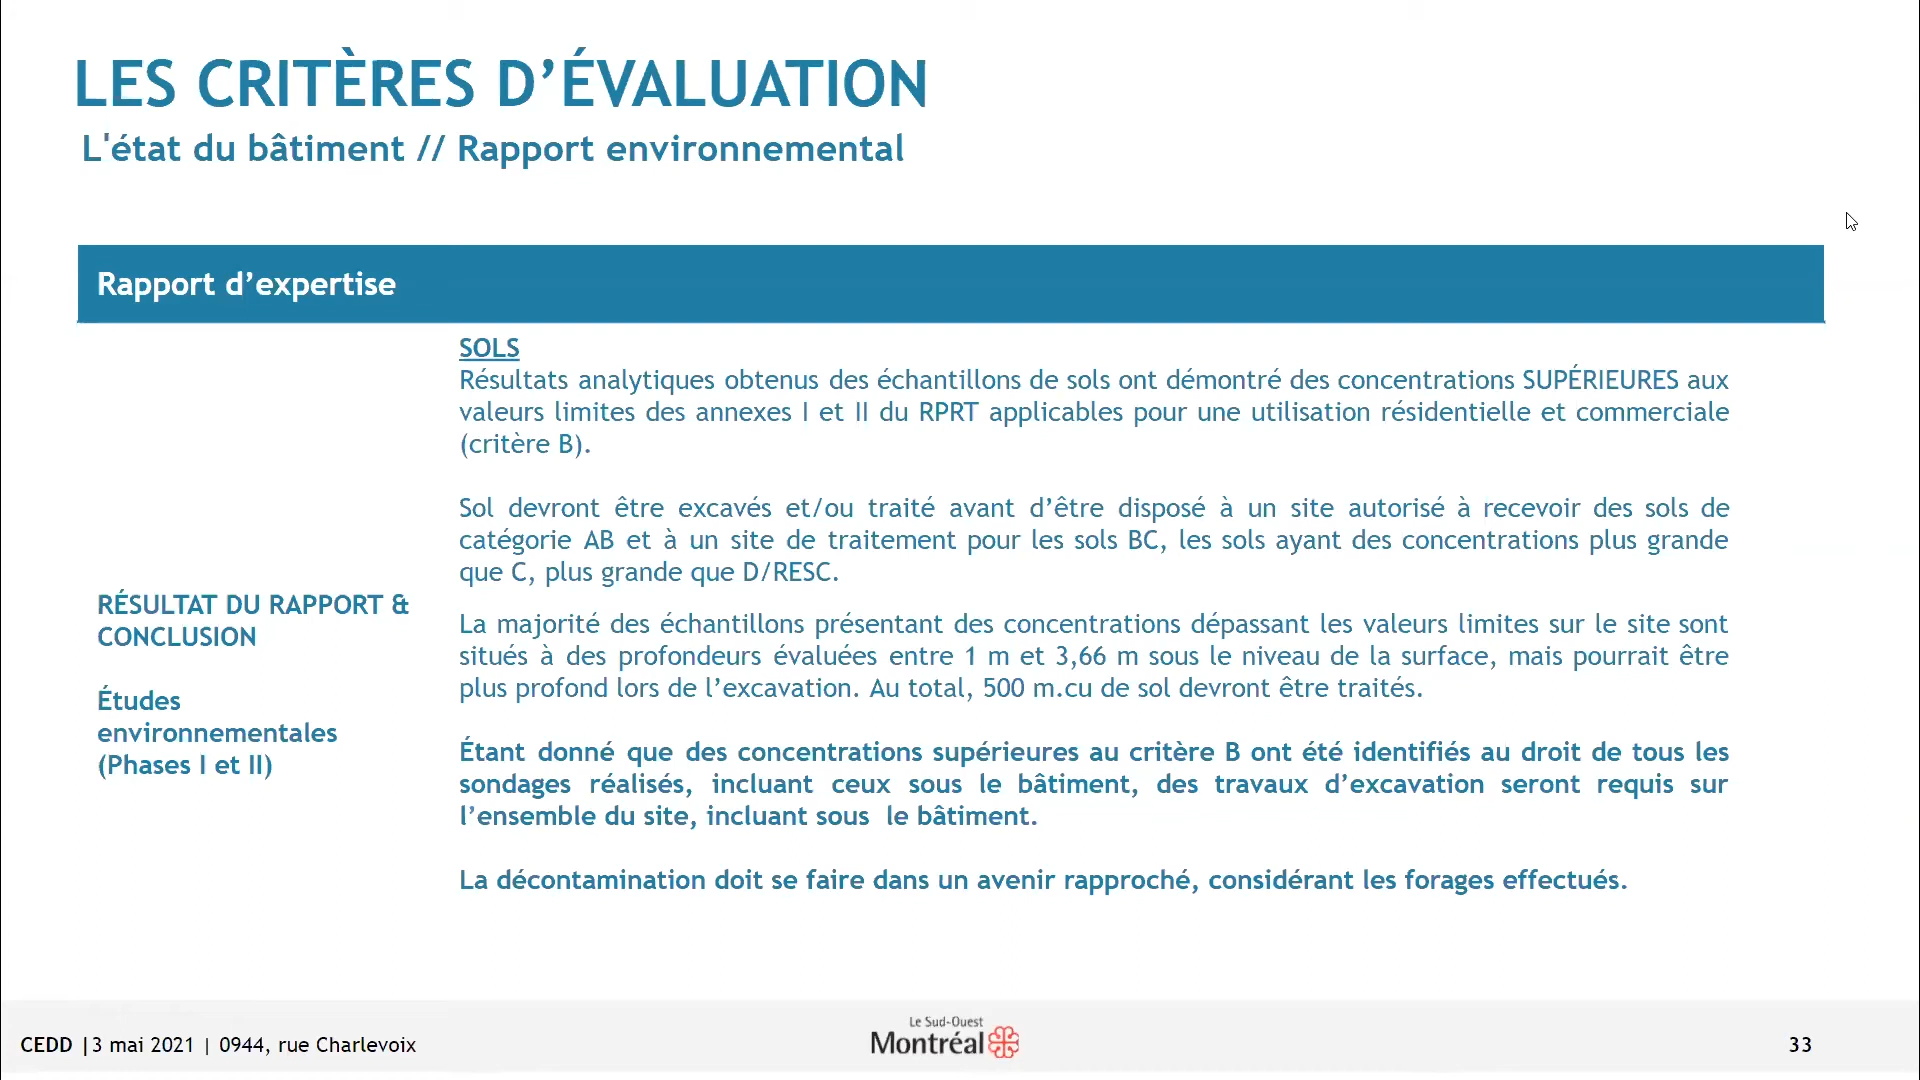 LES CRITÈRES D’ÉVALUATION
L'état du bâtiment // Rapport environnemental
Rapport d’expertise
RÉSULTAT DU RAPPORT &
CONCLUSION
Études
environnementales
(Phases I et II)
SOLS
Résultats analytiques obtenus des échantillons de sols ont démontré des concentrations SUPÉRIEURES aux
valeurs limites des annexes I et II du RPRT applicables pour une utilisation résidentielle et commerciale
(critère B).
Sol devront être excavés et/ou traité avant d’être disposé à un site autorisé à recevoir des sols de
catégorie AB et à un site de traitement pour les sols BC, les sols ayant des concentrations plus grande
que C, plus grande que D/RESC.
La majorité des échantillons présentant des concentrations dépassant les valeurs limites sur le site sont
situés à des profondeurs évaluées entre 1 m et 3,66 m sous le niveau de la surface, mais pourrait être
plus profond lors de l’excavation. Au total, 500 m.cu de sol devront être traités.
Étant donné que des concentrations supérieures au critère B ont été identifiés au droit de tous les
sondages réalisés, incluant ceux sous le bâtiment, des travaux d’excavation seront requis sur
l’ensemble du site, incluant sous le bâtiment.
La décontamination doit se faire dans un avenir rapproché, considérant les forages effectués.
CEDD |3 mai 2021 | 0944, rue Charlevoix
Le Sud-Ouest
Montréal
33